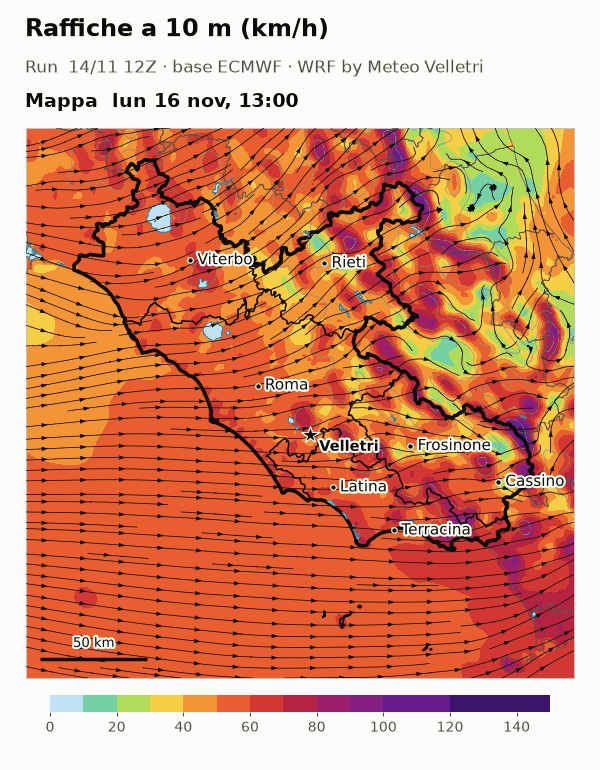 Raffiche a 10 m (km/h)
Run  14/11 12Z · base ECMWF · WRF by Meteo Velletri
Mappa  lun 16 nov, 13:00
Viterbo
Rieti
Roma
Velletri
Frosinone
Latina
Cassino
Terracina
50 km
0 20 40 60 80 100 120 140